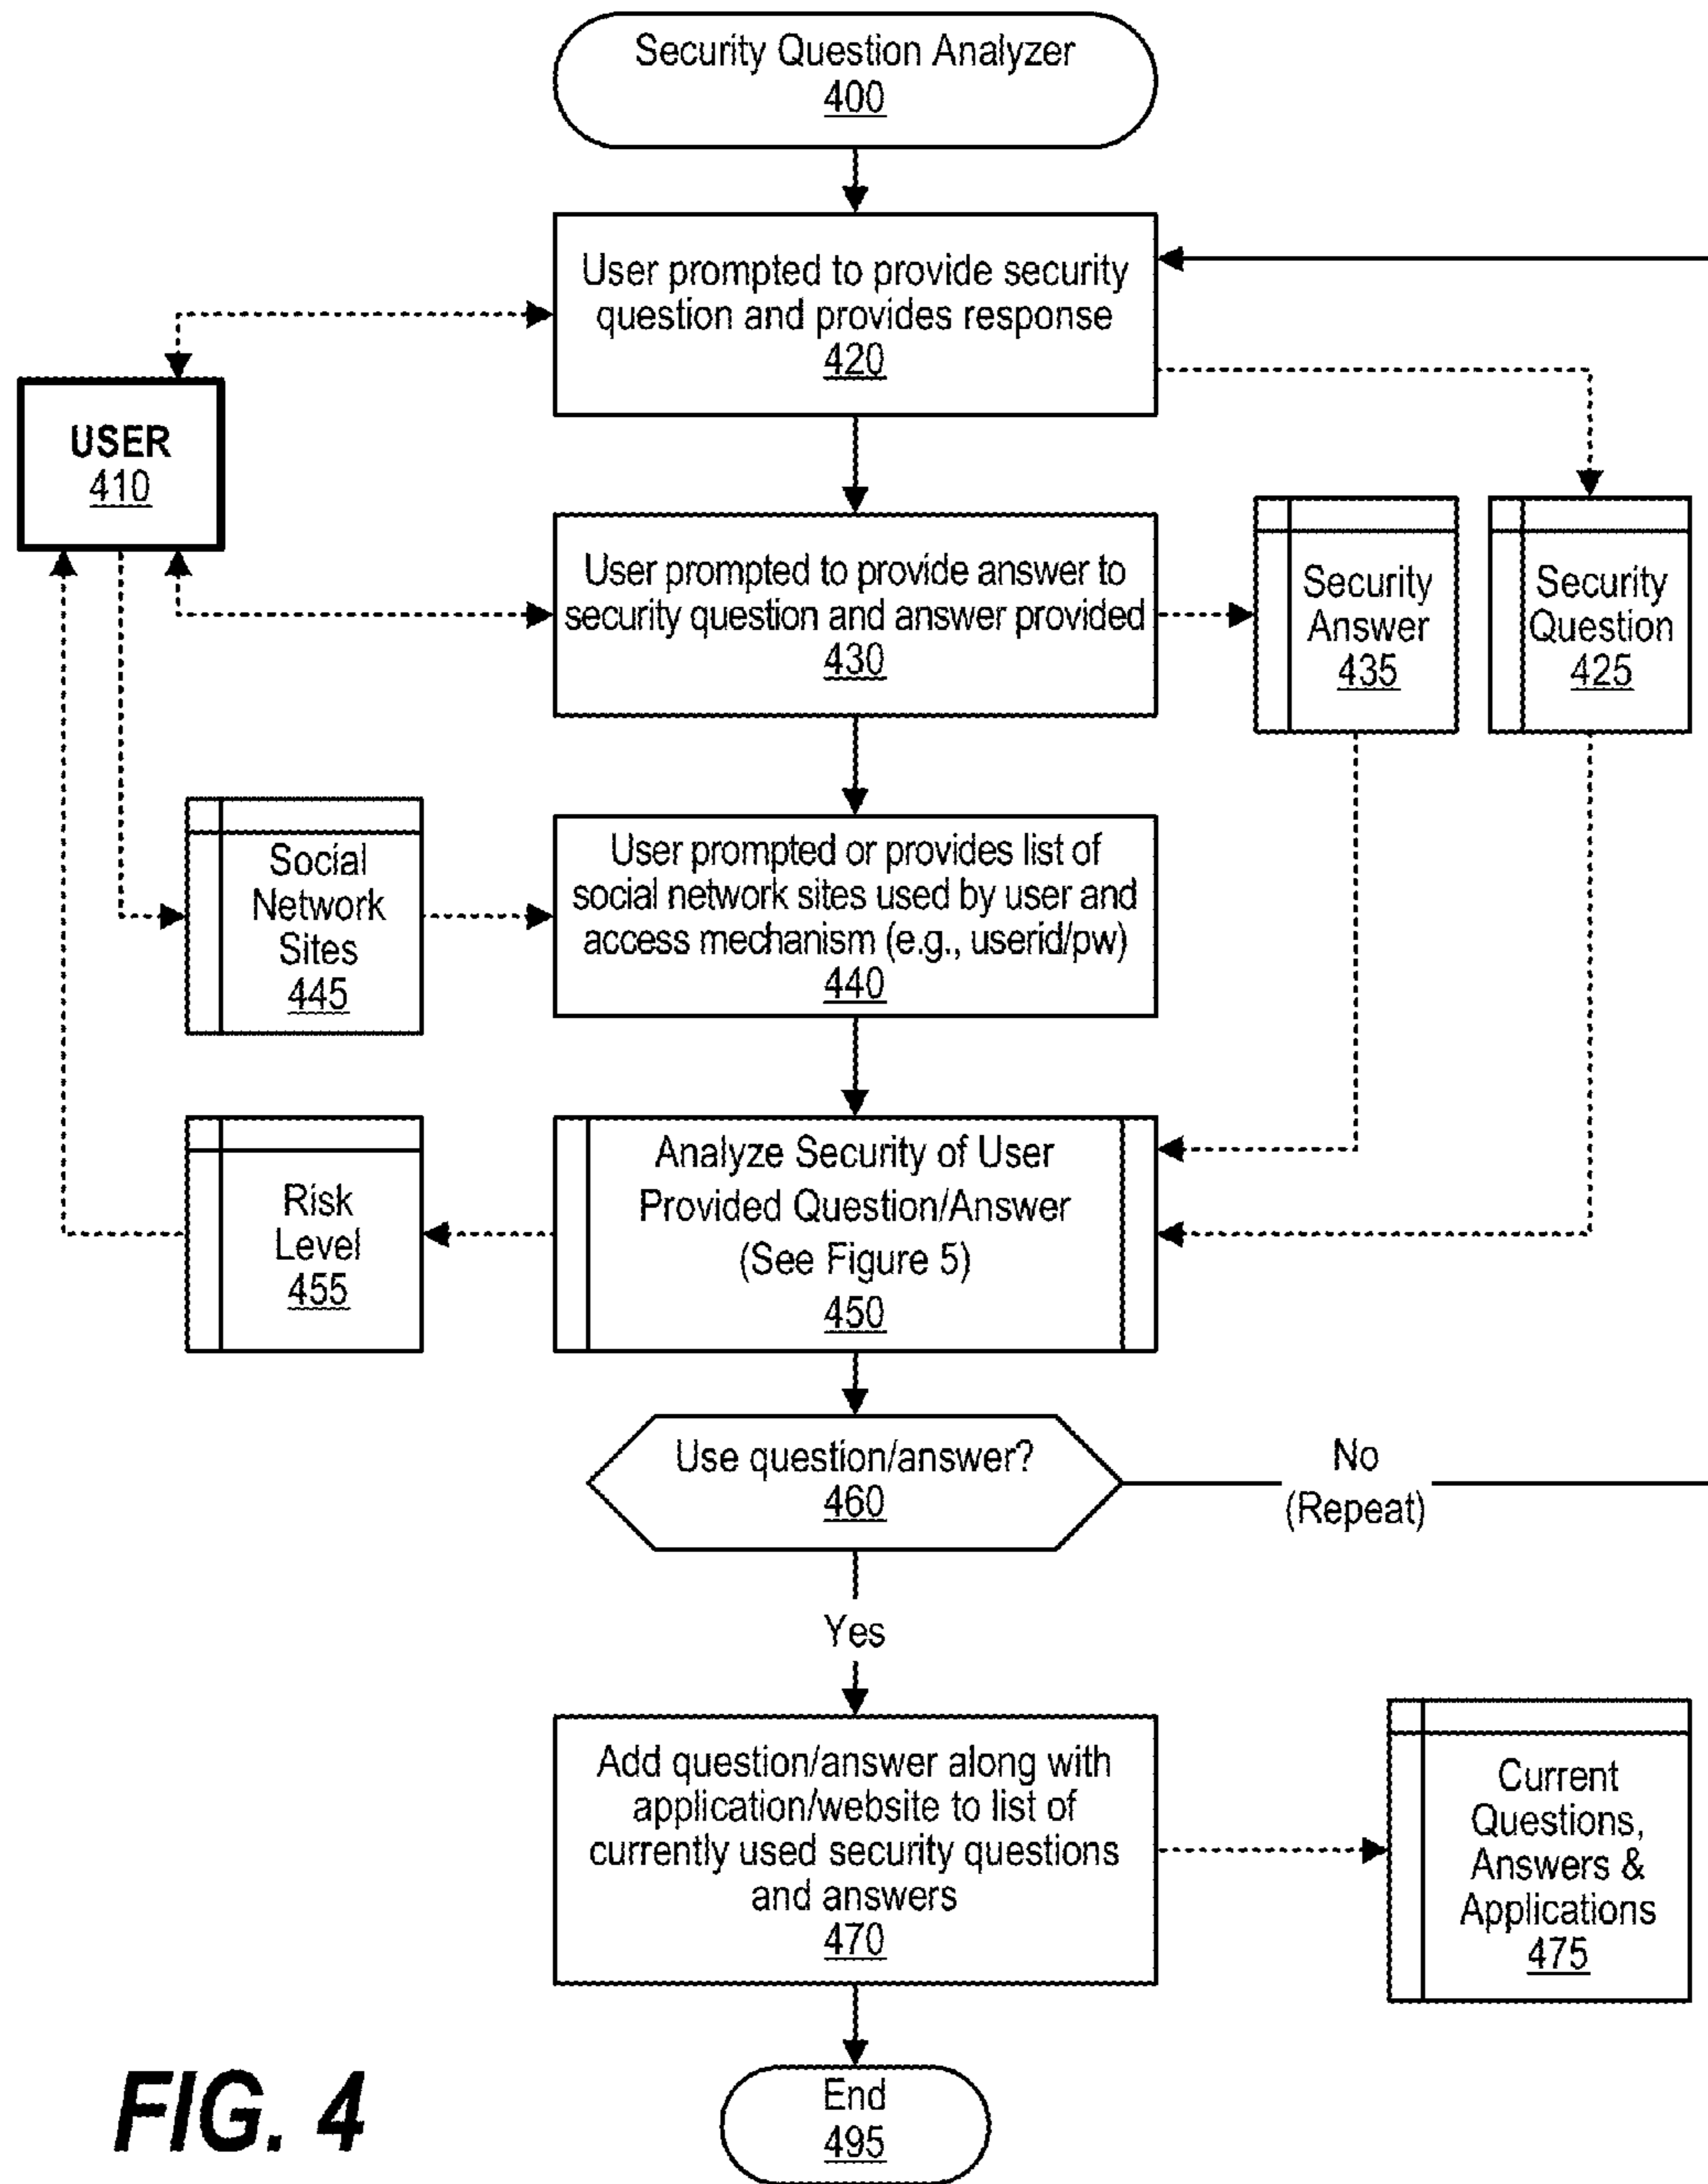 Security Question Analyzer
400
User prompted to provide security
question and provides response
420
USER
410
User prompted to provide answer to
security question and answer provided
430
Security
Answer
435
Security
Question
425
Social
Network
Sites
445
User prompted or provides list of
social network sites used by user and
access mechanism (e.g., userid/pw)
440
Risk
Level
455
Analyze Security of User
Provided Question/Answer
(See Figure 5)
450
Use question/answer?
460
No
(Repeat)
Yes
Add question/answer along with
application/website to list of
currently used security questions
and answers
470
Current
Questions,
Answers &
Applications
475
End
495
FIG. 4